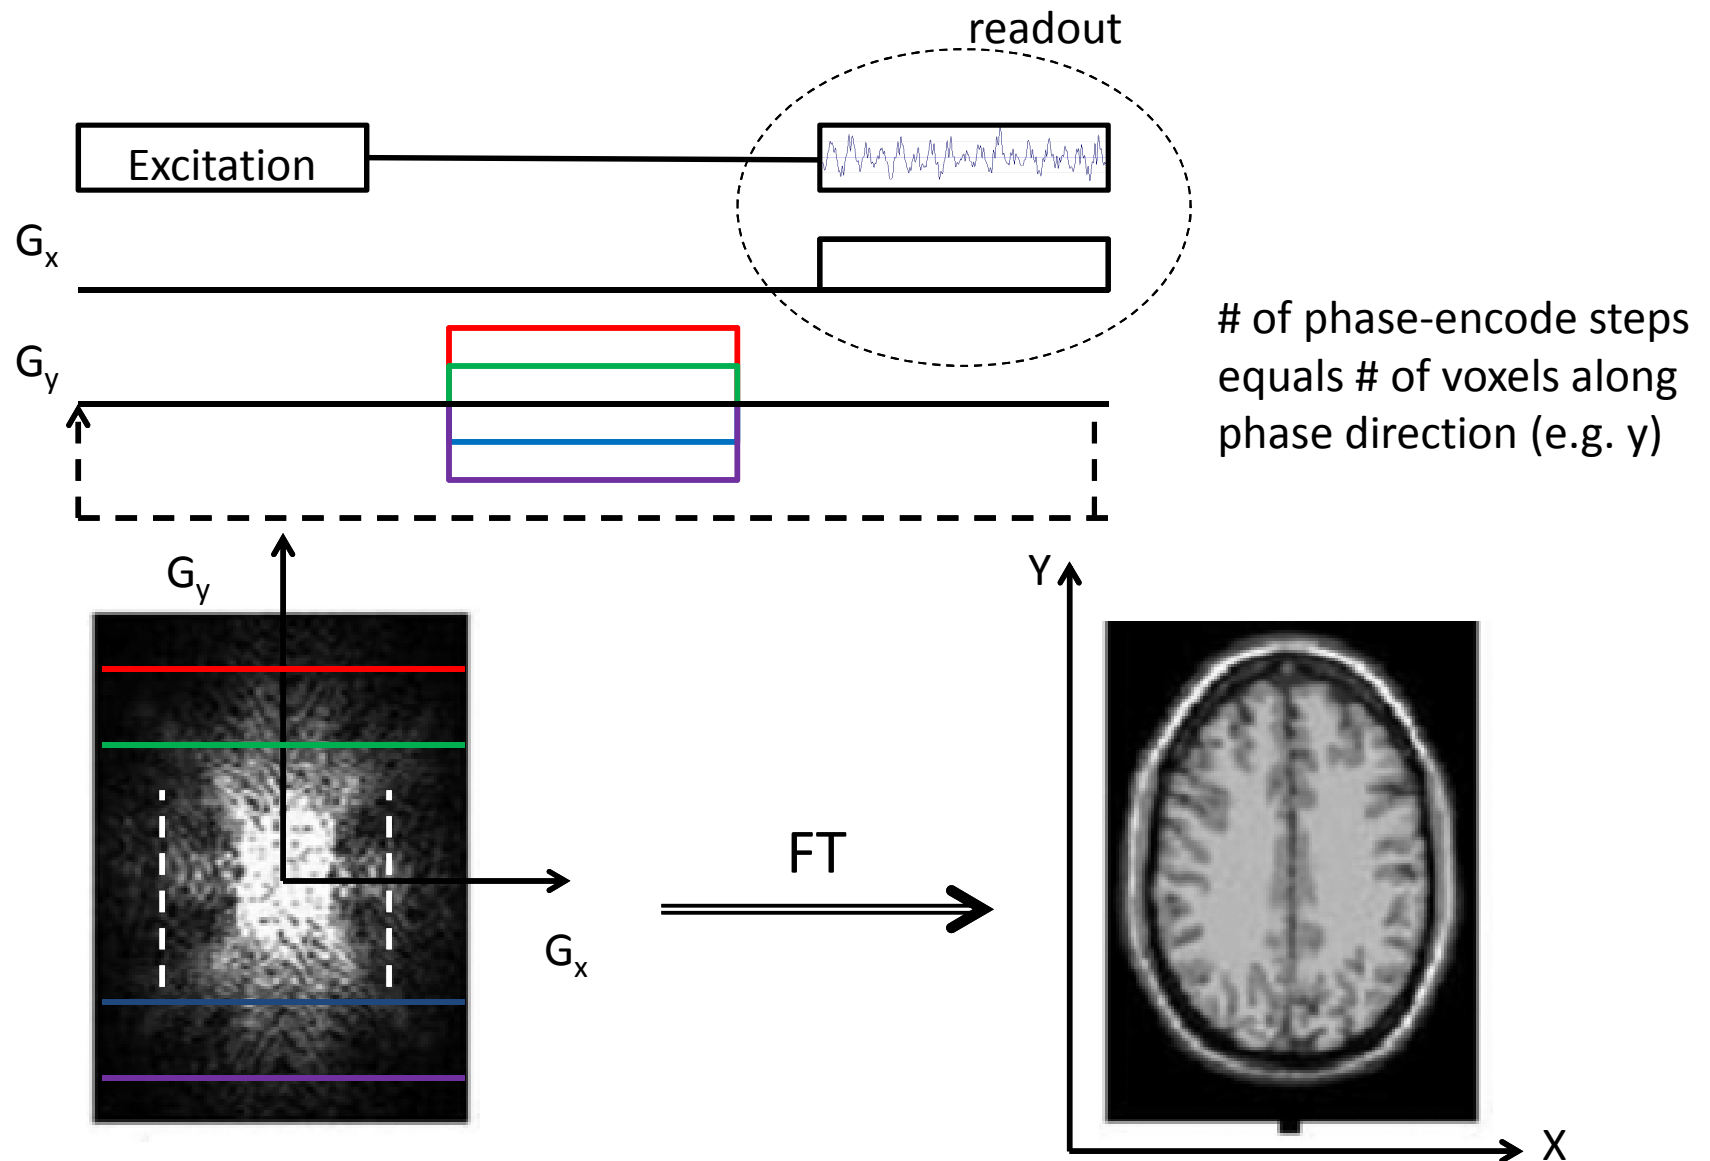 readout
Excitation
Gx
Gy
# of phase-encode steps
equals # of voxels along
phase direction (e.g. y)
Gy
Y
FT
Gx
X